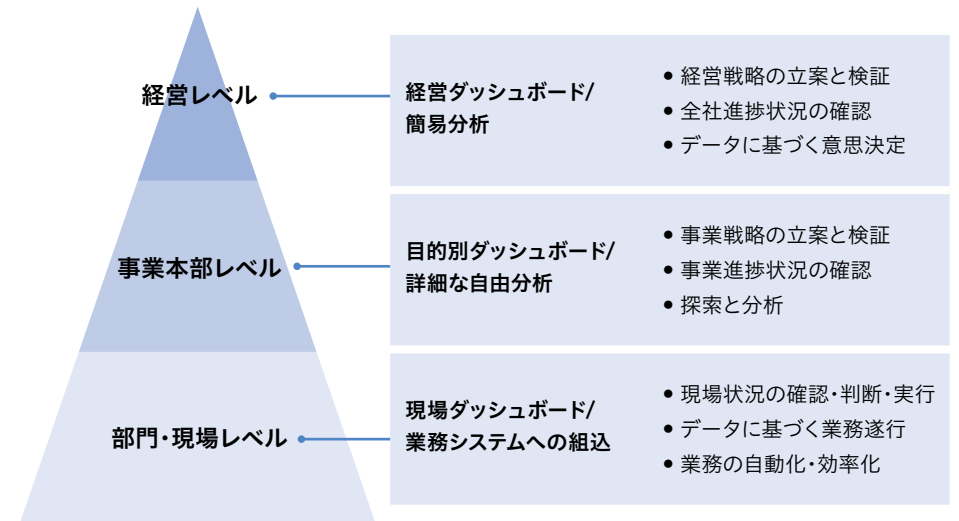 経営レベル
経営ダッシュボード/
簡易分析
● 経営戦略の立案と検証
● 全社進捗状況の確認
● データに基づく意思決定
事業本部レベル
目的別ダッシュボード/
詳細な自由分析
● 事業戦略の立案と検証
● 事業進捗状況の確認
● 探索と分析
部門・現場レベル
現場ダッシュボード/
業務システムへの組込
● 現場状況の確認・判断・実行
● データに基づく業務遂行
● 業務の自動化・効率化